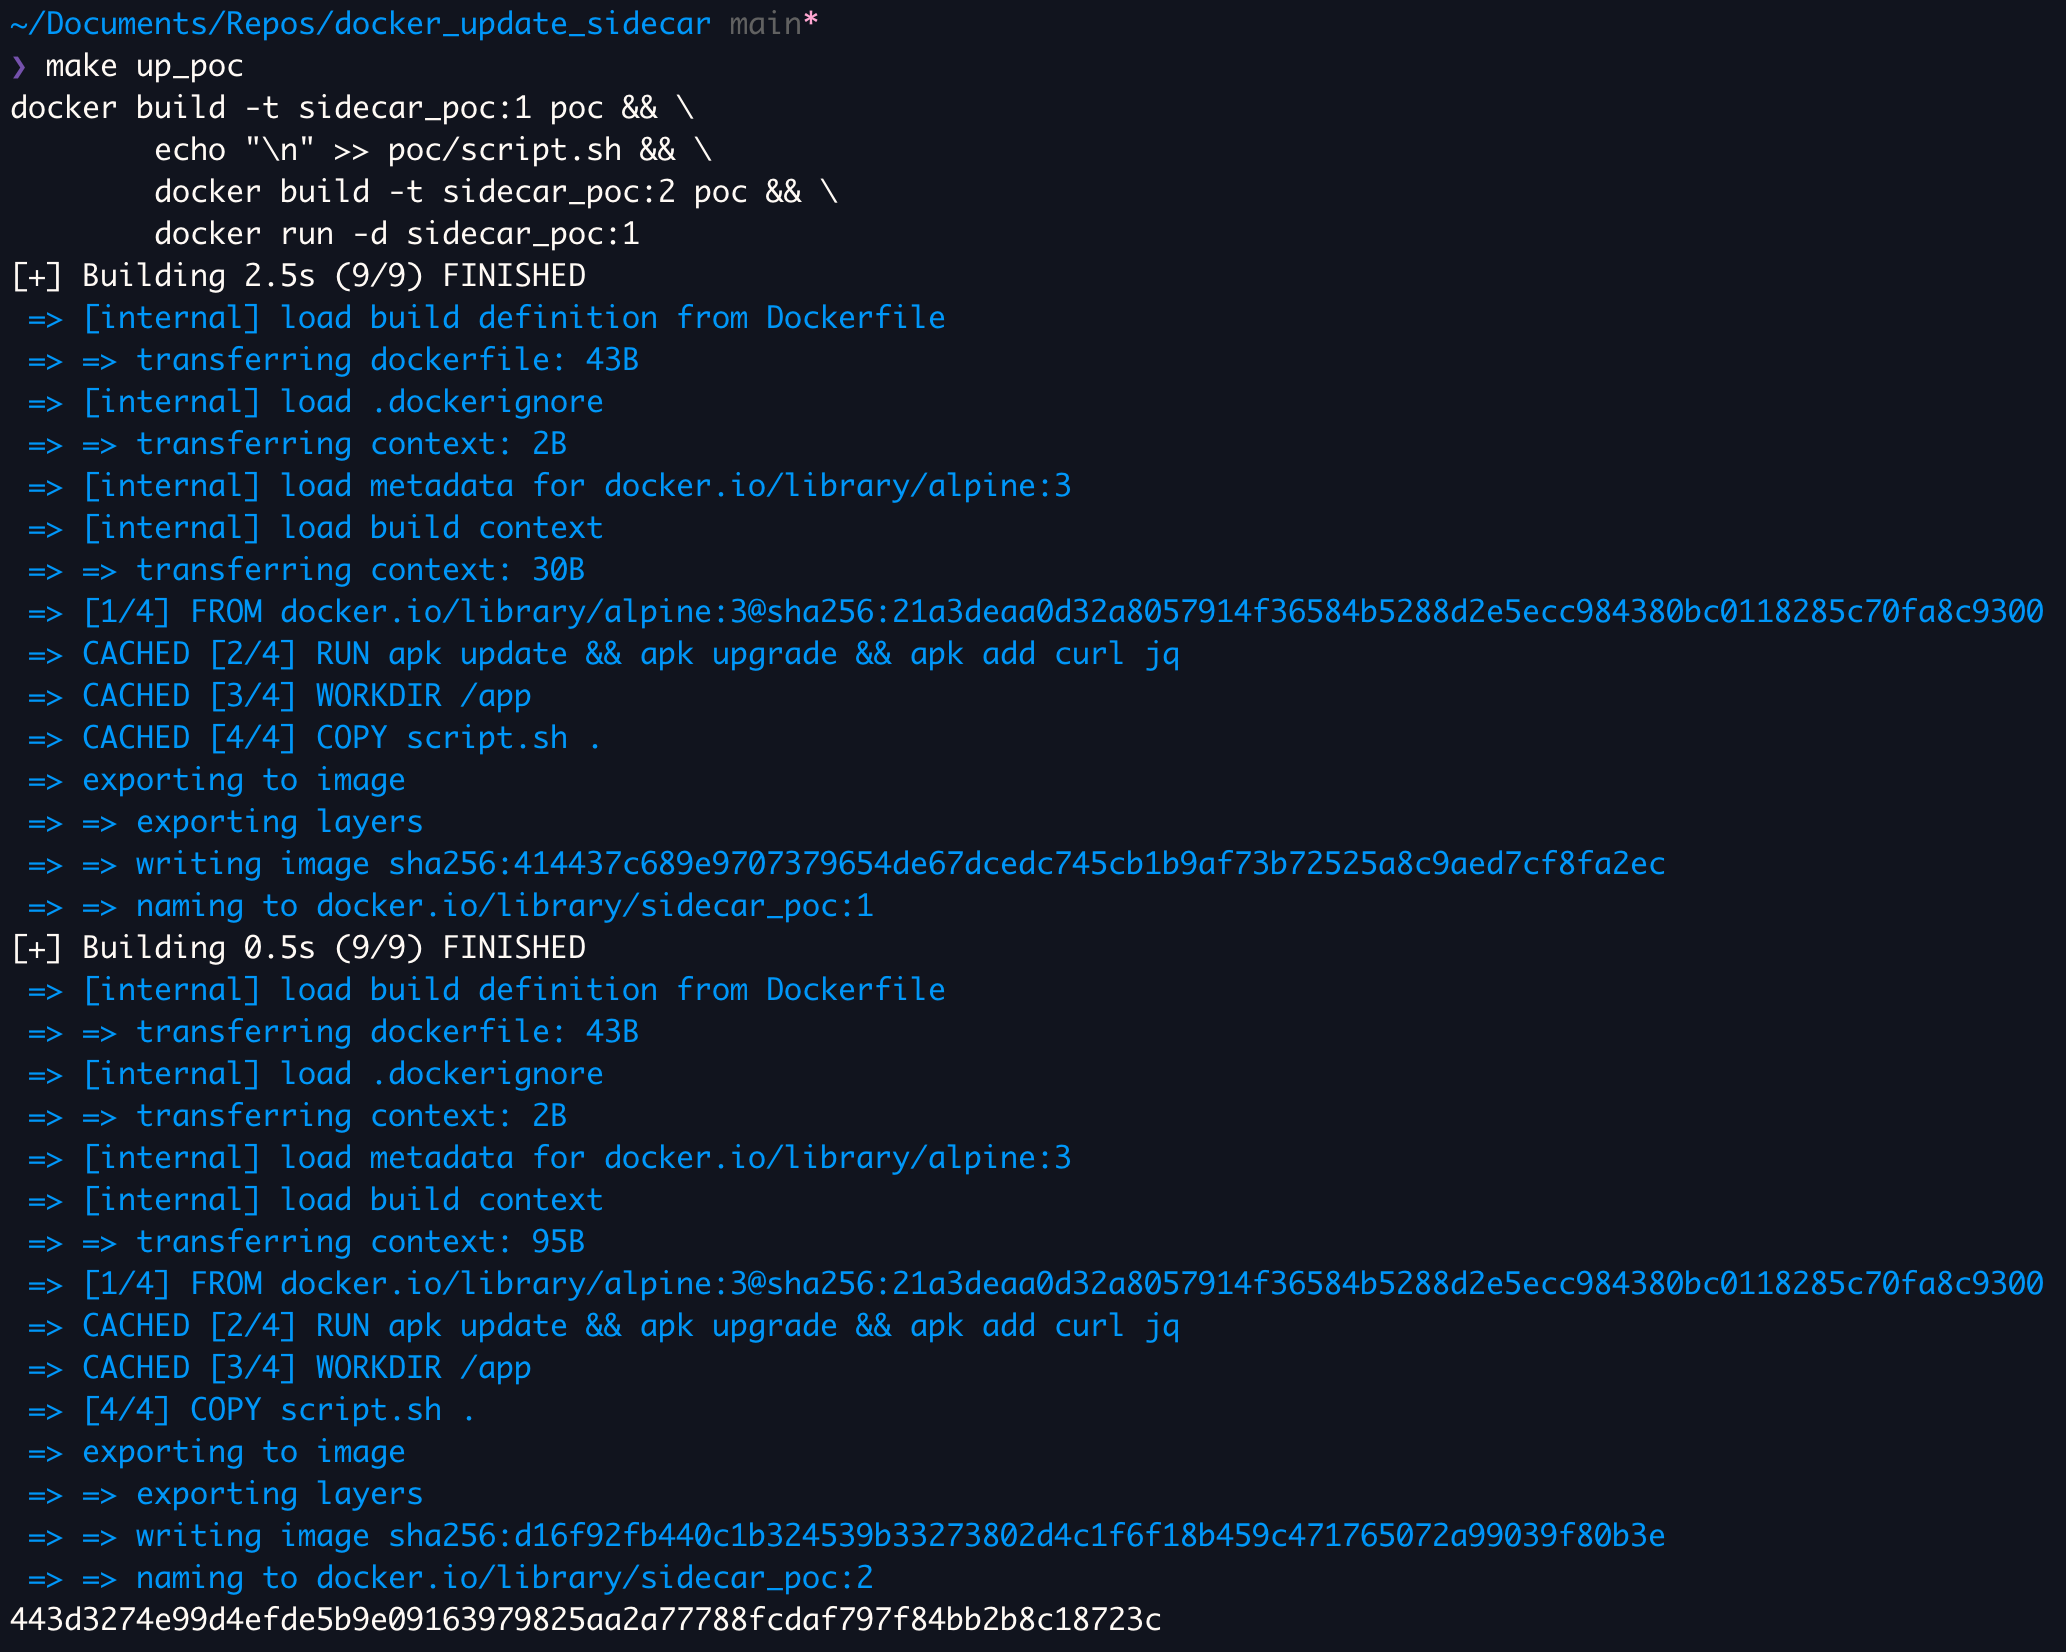 ~/Documents/Repos/docker_update_sidecar main*
❯ make up_poc
docker build -t sidecar_poc:1 poc && \
        echo "\n" >> poc/script.sh && \
        docker build -t sidecar_poc:2 poc && \
        docker run -d sidecar_poc:1
[+] Building 2.5s (9/9) FINISHED
 => [internal] load build definition from Dockerfile
 => => transferring dockerfile: 43B
 => [internal] load .dockerignore
 => => transferring context: 2B
 => [internal] load metadata for docker.io/library/alpine:3
 => [internal] load build context
 => => transferring context: 30B
 => [1/4] FROM docker.io/library/alpine:3@sha256:21a3deaa0d32a8057914f36584b5288d2e5ecc984380bc0118285c70fa8c9300
 => CACHED [2/4] RUN apk update && apk upgrade && apk add curl jq
 => CACHED [3/4] WORKDIR /app
 => CACHED [4/4] COPY script.sh .
 => exporting to image
 => => exporting layers
 => => writing image sha256:414437c689e9707379654de67dcedc745cb1b9af73b72525a8c9aed7cf8fa2ec
 => => naming to docker.io/library/sidecar_poc:1
[+] Building 0.5s (9/9) FINISHED
 => [internal] load build definition from Dockerfile
 => => transferring dockerfile: 43B
 => [internal] load .dockerignore
 => => transferring context: 2B
 => [internal] load metadata for docker.io/library/alpine:3
 => [internal] load build context
 => => transferring context: 95B
 => [1/4] FROM docker.io/library/alpine:3@sha256:21a3deaa0d32a8057914f36584b5288d2e5ecc984380bc0118285c70fa8c9300
 => CACHED [2/4] RUN apk update && apk upgrade && apk add curl jq
 => CACHED [3/4] WORKDIR /app
 => [4/4] COPY script.sh .
 => exporting to image
 => => exporting layers
 => => writing image sha256:d16f92fb440c1b324539b33273802d4c1f6f18b459c471765072a99039f80b3e
 => => naming to docker.io/library/sidecar_poc:2
443d3274e99d4efde5b9e09163979825aa2a77788fcdaf797f84bb2b8c18723c